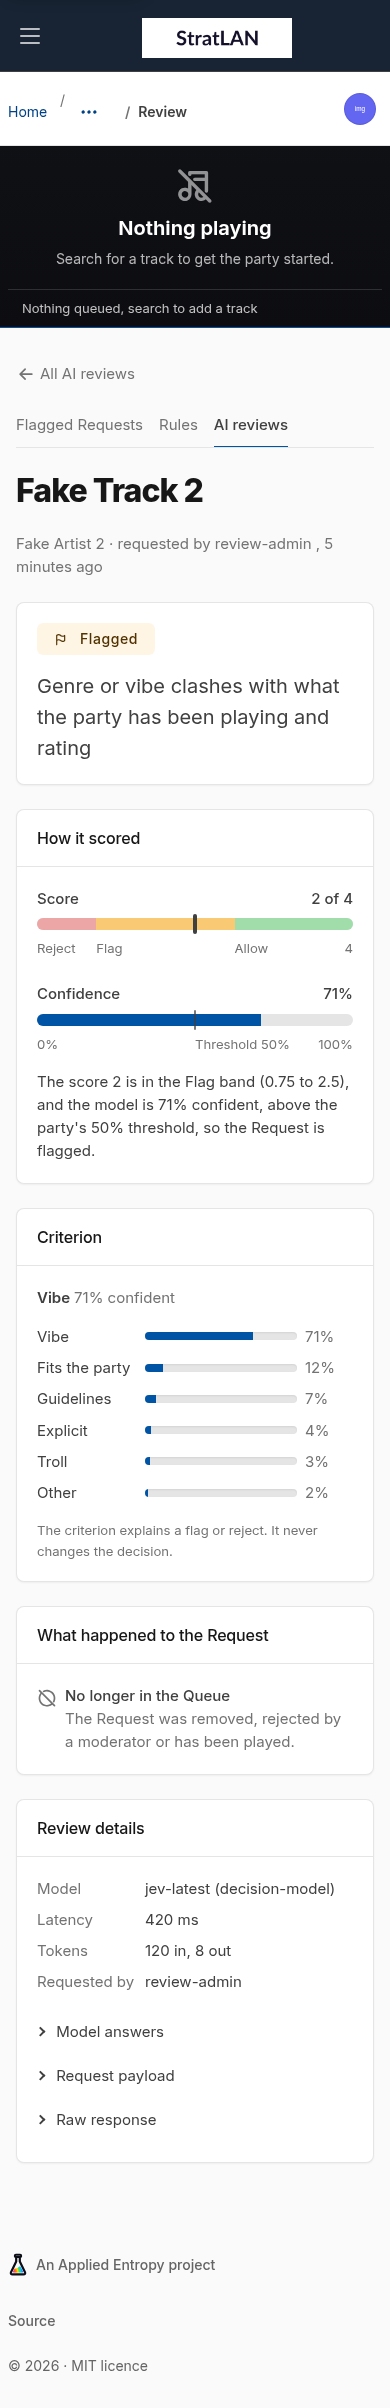 StratLAN
Home / ••• / Review
Img
Nothing playing
Search for a track to get the party started.
Nothing queued, search to add a track
All AI reviews
Flagged Requests Rules AI reviews
Fake Track 2
Fake Artist 2 · requested by review-admin , 5
minutes ago
Flagged
Genre or vibe clashes with what
the party has been playing and
rating
How it scored
Score 2 of 4
Reject Flag Allow 4
Confidence 71%
0% Threshold 50% 100%
The score 2 is in the Flag band (0.75 to 2.5),
and the model is 71% confident, above the
party's 50% threshold, so the Request is
flagged.
Criterion
Vibe 71% confident
Vibe 71%
Fits the party 12%
Guidelines 7%
Explicit 4%
Troll 3%
Other 2%
The criterion explains a flag or reject. It never
changes the decision.
What happened to the Request
No longer in the Queue
The Request was removed, rejected by
a moderator or has been played.
Review details
Model jev-latest (decision-model)
Latency 420 ms
Tokens 120 in, 8 out
Requested by review-admin
Model answers
Request payload
Raw response
An Applied Entropy project
Source
© 2026 · MIT licence